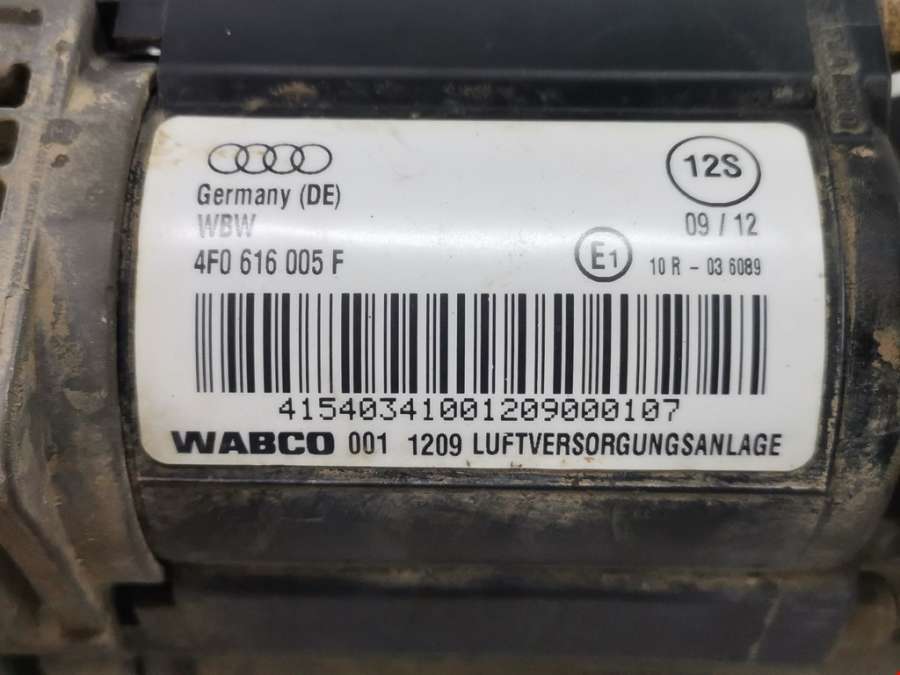 12S
Germany (DE)
WBW
09 / 12
4F0 616 005 F
E1
10 R - 03 6089
41540341001209000107
WABCO 001 1209 LUFTVERSORGUNGSANLAGE